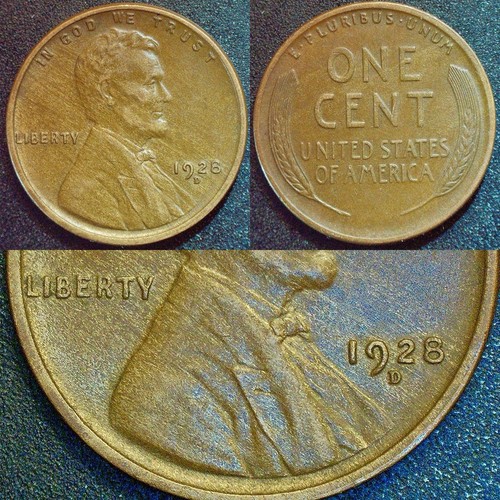 IN GOD WE TRUST
LIBERTY
1928
D
E·PLURIBUS·UNUM
ONE
CENT
UNITED STATES
OF AMERICA
LIBERTY
1928
D